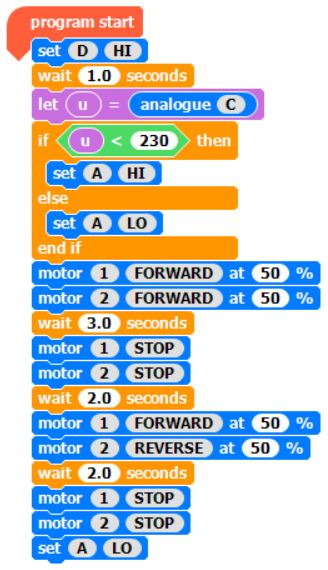 program start
set D HI
wait 1.0 seconds
let u = analogue C
if u < 230 then
set A HI
else
set A LO
end if
motor 1 FORWARD at 50 %
motor 2 FORWARD at 50 %
wait 3.0 seconds
motor 1 STOP
motor 2 STOP
wait 2.0 seconds
motor 1 FORWARD at 50 %
motor 2 REVERSE at 50 %
wait 2.0 seconds
motor 1 STOP
motor 2 STOP
set A LO